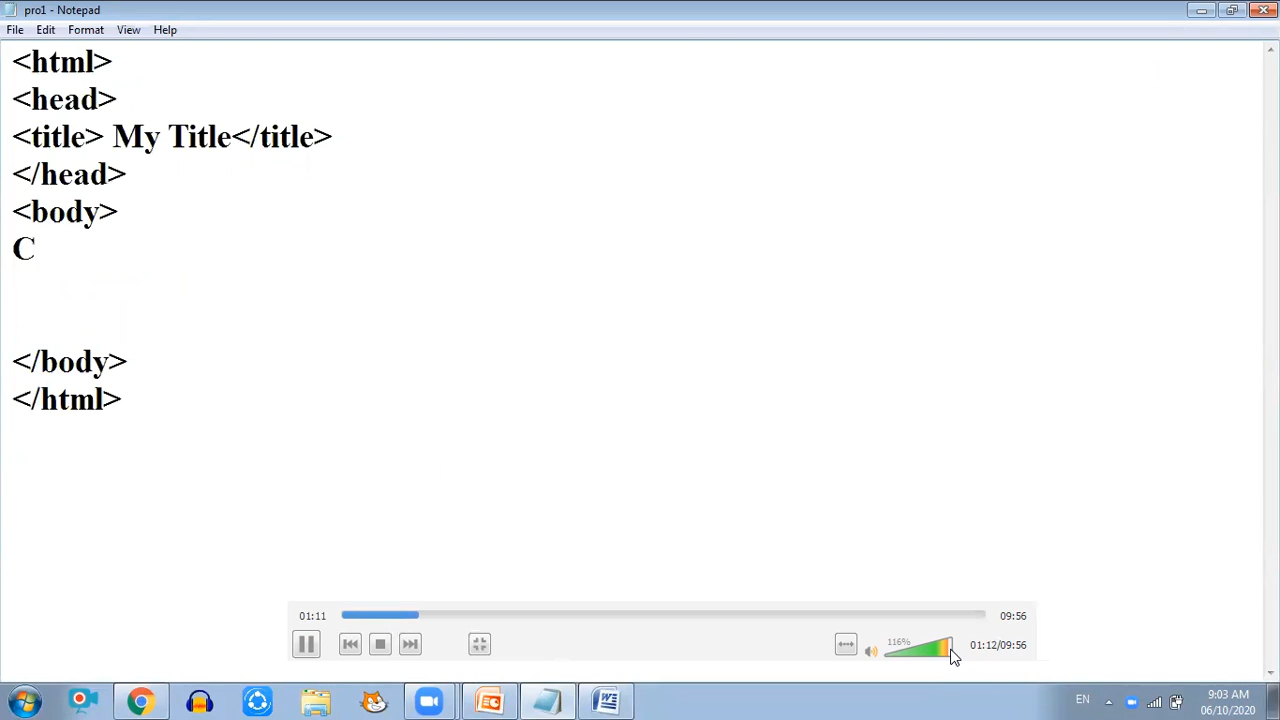 pro1 - Notepad
File Edit Format View Help
<html>
<head>
<title> My Title</title>
</head>
<body>
C
</body>
</html>
01:11 09:56
116% 01:12/09:56
EN 9:03 AM
06/10/2020